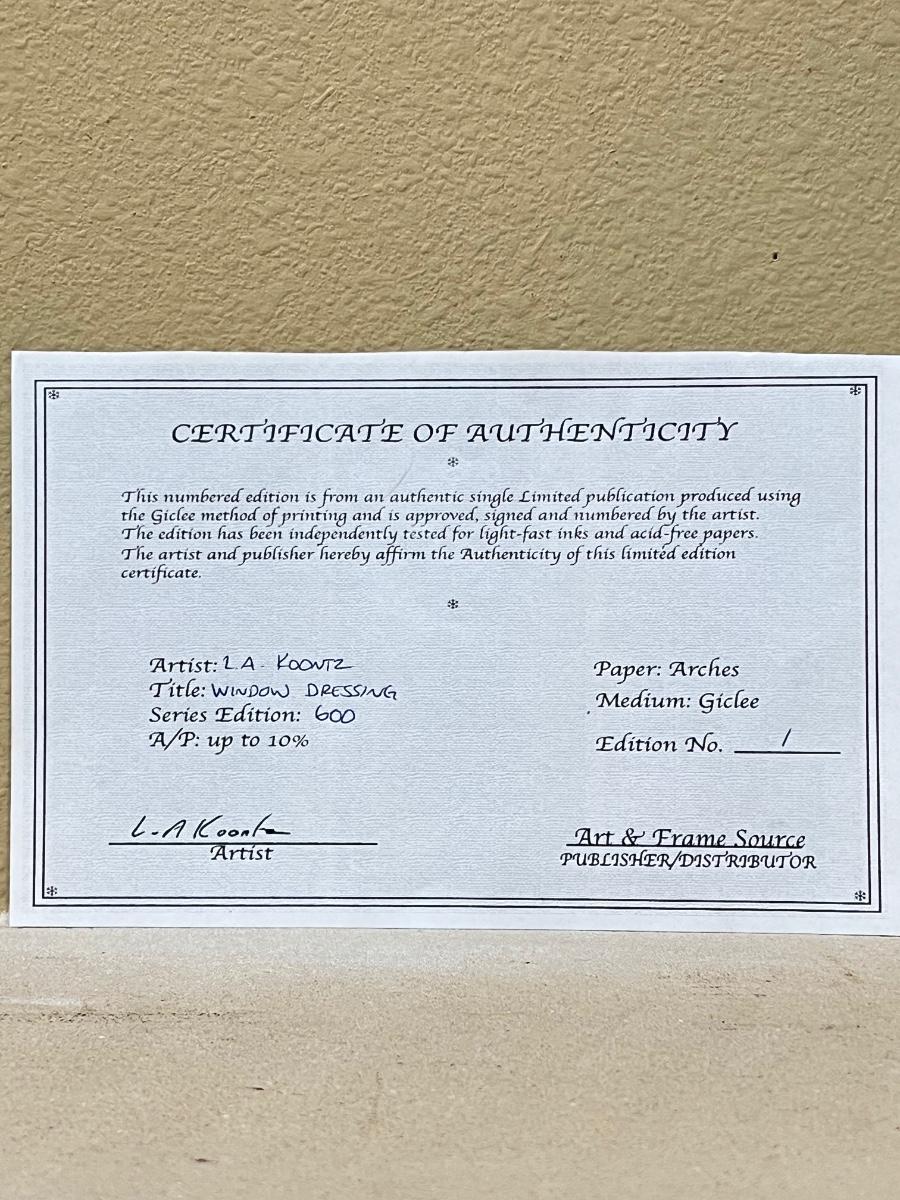 CERTIFICATE OF AUTHENTICITY
This numbered edition is from an authentic single Limited publication produced using
the Giclee method of printing and is approved, signed and numbered by the artist.
The edition has been independently tested for light-fast inks and acid-free papers.
The artist and publisher hereby affirm the Authenticity of this limited edition
certificate.
Artist: L A. KOONTZ
Title: WINDOW DRESSING
Series Edition: 600
A/P: up to 10%
Paper: Arches
Medium: Giclee
Edition No. 1
L.A Koontz
Artist
Art & Frame Source
PUBLISHER/DISTRIBUTOR